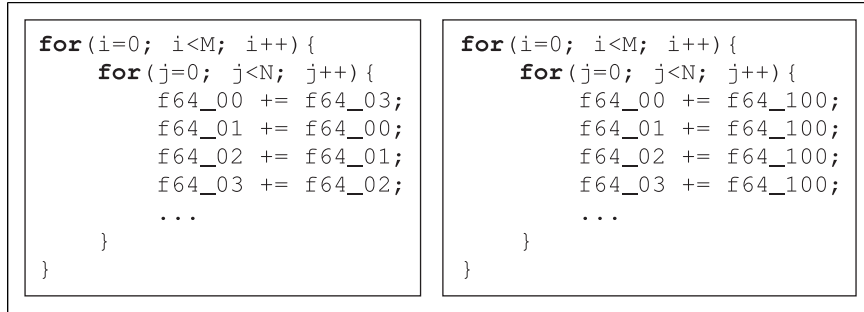 for(i=0; i<M; i++){
    for(j=0; j<N; j++){
        f64_00 += f64_03;
        f64_01 += f64_00;
        f64_02 += f64_01;
        f64_03 += f64_02;
        ...
    }
}
for(i=0; i<M; i++){
    for(j=0; j<N; j++){
        f64_00 += f64_100;
        f64_01 += f64_100;
        f64_02 += f64_100;
        f64_03 += f64_100;
        ...
    }
}